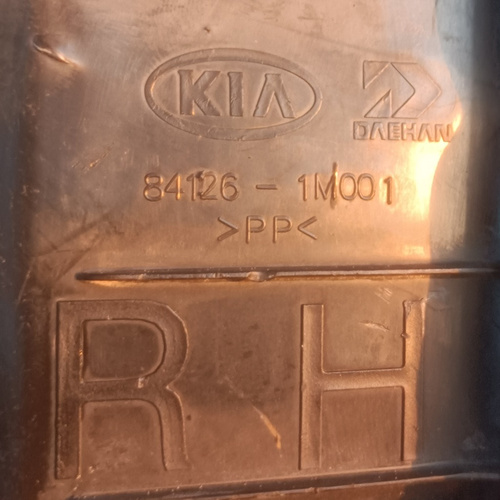 KIA
DAEHAN
84126 - 1M001
>PP<
RH